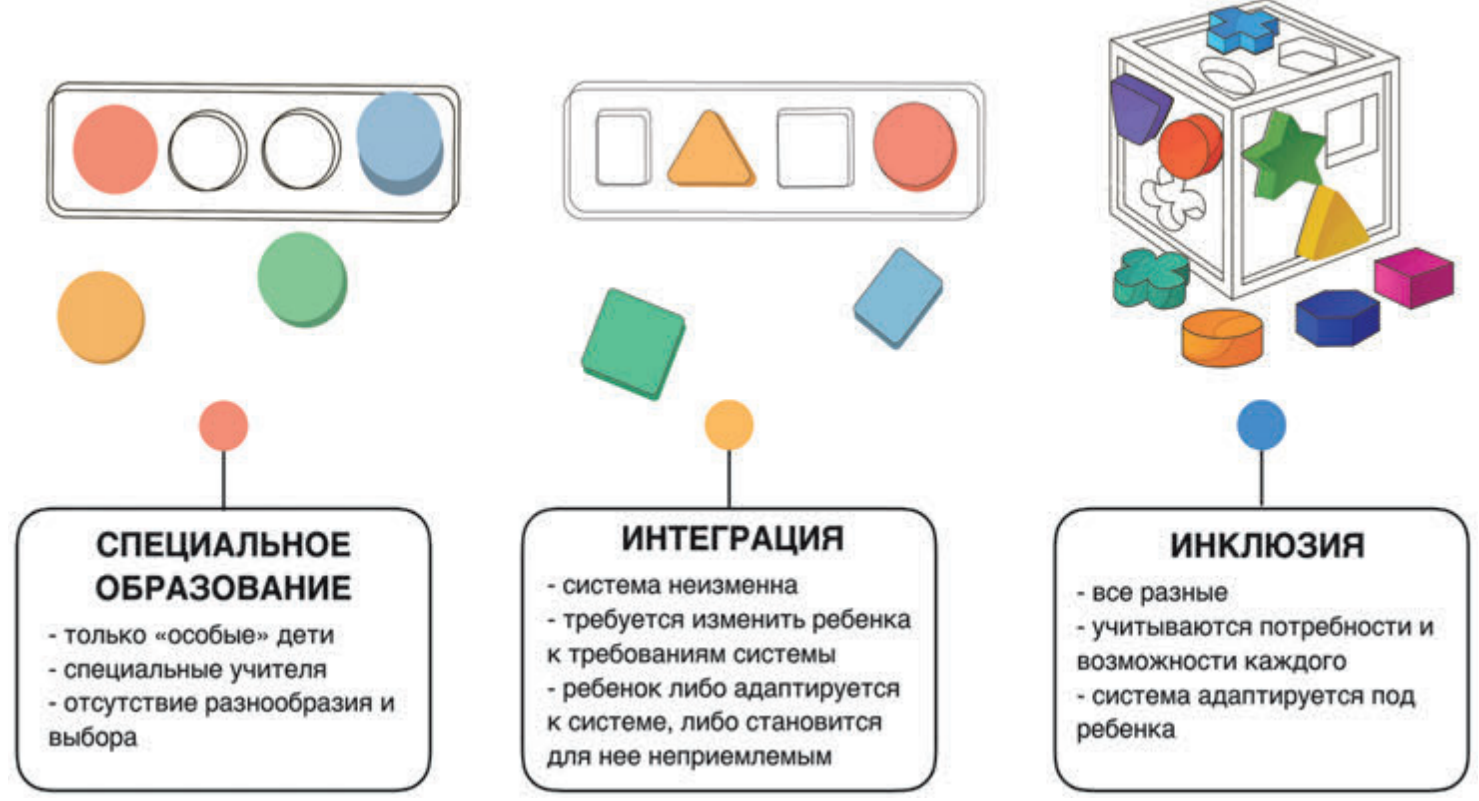 СПЕЦИАЛЬНОЕ
ОБРАЗОВАНИЕ
- только «особые» дети
- специальные учителя
- отсутствие разнообразия и
выбора
ИНТЕГРАЦИЯ
- система неизменна
- требуется изменить ребенка
к требованиям системы
- ребенок либо адаптируется
к системе, либо становится
для нее неприемлемым
ИНКЛЮЗИЯ
- все разные
- учитываются потребности и
возможности каждого
- система адаптируется под
ребенка